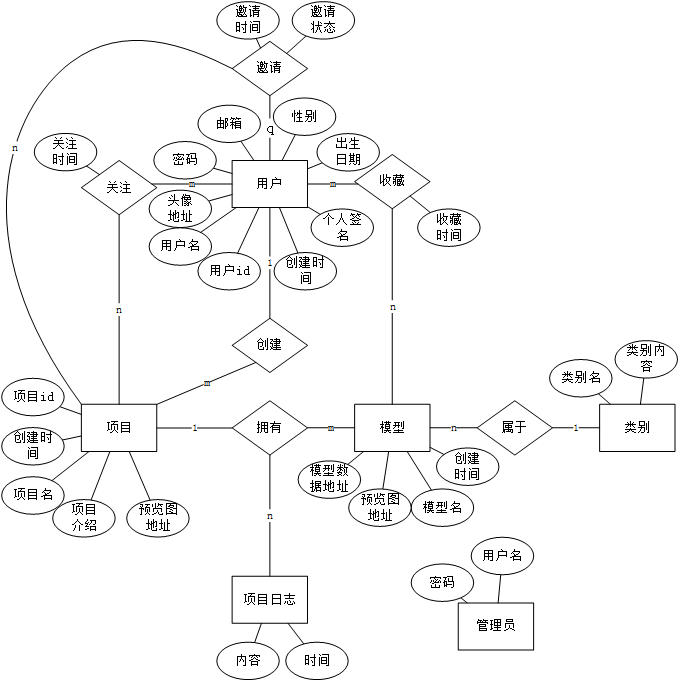 邀请
时间
邀请
状态
邀请
n
q
关注
时间
邮箱
性别
密码
出生
日期
关注
m
用户
m
收藏
头像
地址
个人签
名
收藏
时间
用户名
用户id
1
创建时
间
n
n
创建
m
类别名
类别内
容
项目id
项目
1
拥有
m
模型
n
属于
1
类别
创建时
间
项目名
项目
介绍
预览图
地址
模型数
据地址
预览图
地址
模型名
创建
时间
n
密码
用户名
项目日志
管理员
内容
时间